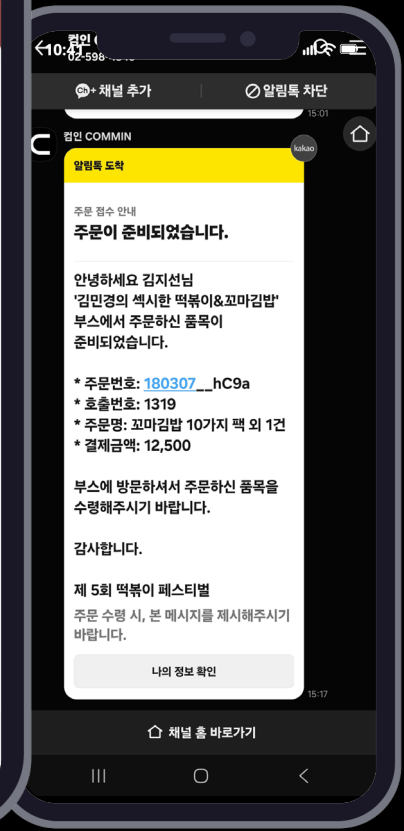 10:41
컴인 (
채널 추가
알림톡 차단
15:01
컴인 COMMIN
kakao
알림톡 도착
주문 접수 안내
주문이 준비되었습니다.
안녕하세요 김지선님
'김민경의 섹시한 떡볶이&꼬마김밥'
부스에서 주문하신 품목이
준비되었습니다.
* 주문번호: 180307__hC9a
* 호출번호: 1319
* 주문명: 꼬마김밥 10가지 팩 외 1건
* 결제금액: 12,500
부스에 방문하셔서 주문하신 품목을
수령해주시기 바랍니다.
감사합니다.
제 5회 떡볶이 페스티벌
주문 수령 시, 본 메시지를 제시해주시기
바랍니다.
나의 정보 확인
15:17
채널 홈 바로가기